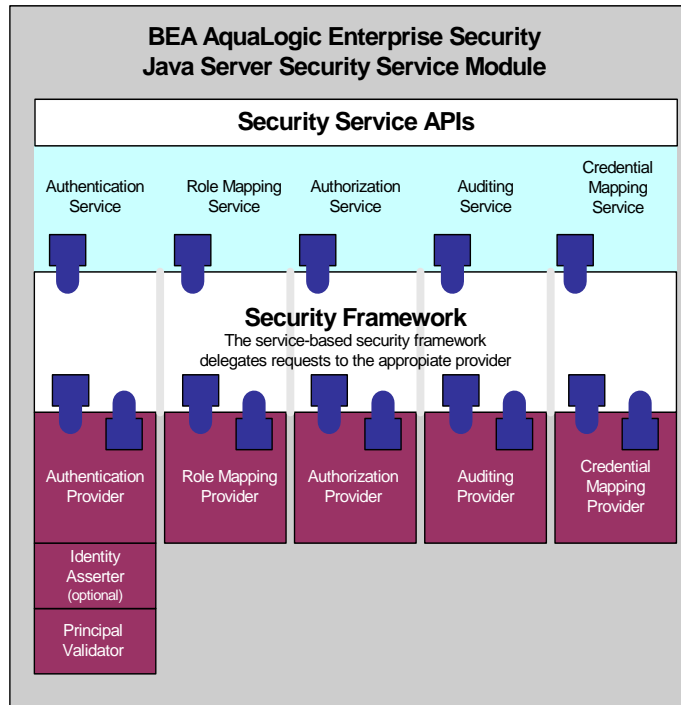 BEA AquaLogic Enterprise Security
Java Server Security Service Module
Security Service APIs
Authentication
Service
Role Mapping
Service
Authorization
Service
Auditing
Service
Credential
Mapping
Service
Security Framework
The service-based security framework
delegates requests to the appropiate provider
Authentication
Provider
Role Mapping
Provider
Authorization
Provider
Auditing
Provider
Credential
Mapping
Provider
Identity
Asserter
(optional)
Principal
Validator